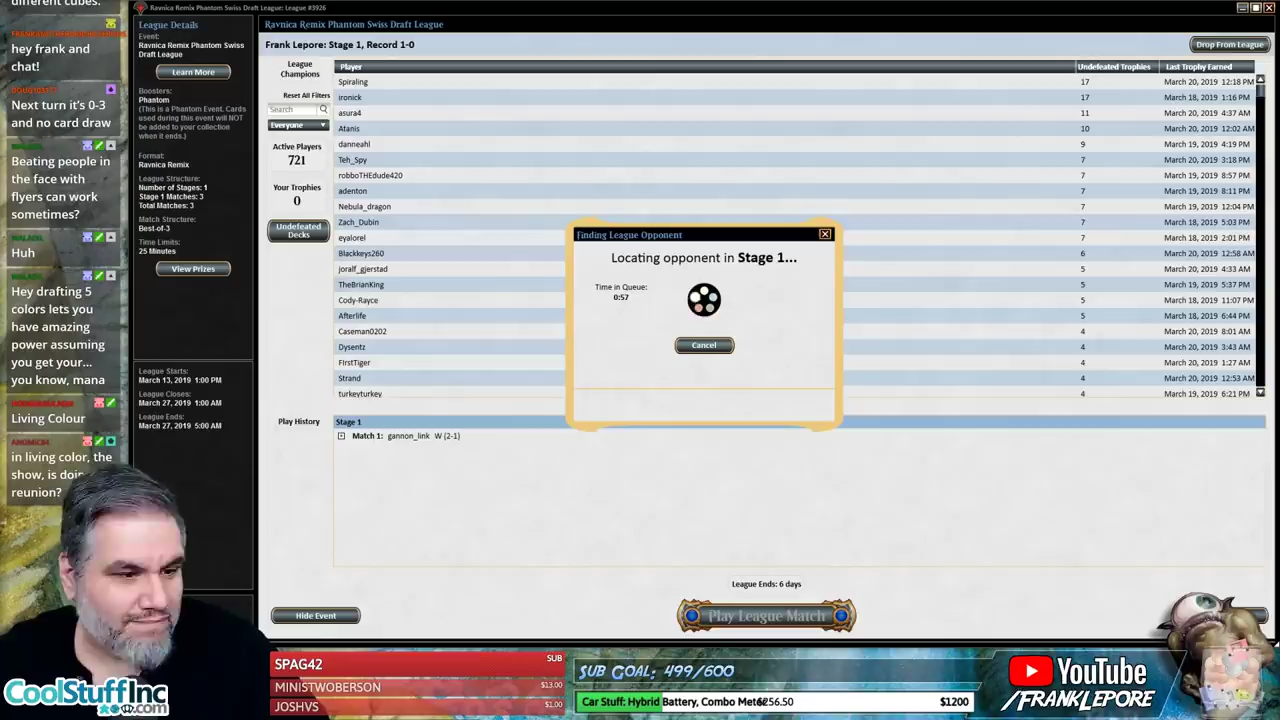 different cubes.
hey frank and
chat!
Next turn it's 0-3
and no card draw
Beating people in
the face with
flyers can work
sometimes?
Huh
Hey drafting 5
colors lets you
have amazing
power assuming
you get your...
you know, mana
Living Colour
in living color, the
show, is doin
reunion?
CoolStuffInc
.com
Ravnica Remix Phantom Swiss Draft League: League #3926
League Details
Event:
Ravnica Remix Phantom Swiss
Draft League
Learn More
Boosters:
Phantom
(This is a Phantom Event. Cards
used during this event will NOT
be added to your collection
when it ends.)
Format:
Ravnica Remix
League Structure:
Number of Stages: 1
Stage 1 Matches: 3
Total Matches: 3
Match Structure:
Best-of-3
Time Limits:
25 Minutes
View Prizes
League Starts:
March 13, 2019 1:00 PM
League Closes:
March 27, 2019 1:00 AM
League Ends:
March 27, 2019 5:00 AM
Ravnica Remix Phantom Swiss Draft League
Frank Lepore: Stage 1, Record 1-0
Drop From League
League
Champions
Reset All Filters
Search
Everyone
Active Players
721
Your Trophies
0
Undefeated
Decks
Player Undefeated Trophies Last Trophy Earned
Spiraling 17 March 20, 2019 12:18 PM
ironick 17 March 18, 2019 1:16 PM
asura4 11 March 20, 2019 4:37 AM
Atanis 10 March 20, 2019 12:02 AM
danneahl 9 March 19, 2019 4:19 PM
Teh_Spy 7 March 20, 2019 3:18 PM
robboTHEdude420 7 March 19, 2019 8:57 PM
adenton 7 March 19, 2019 8:11 PM
Nebula_dragon 7 March 19, 2019 12:04 PM
Zach_Dubin 7 March 18, 2019 5:03 PM
eyalorel 7 March 18, 2019 2:01 PM
Blackkeys260 6 March 20, 2019 12:58 AM
joralf_gjerstad 5 March 20, 2019 4:33 AM
TheBrianKing 5 March 19, 2019 5:37 PM
Cody-Rayce 5 March 18, 2019 11:07 PM
Afterlife 5 March 18, 2019 6:44 PM
Caseman0202 4 March 20, 2019 8:01 AM
Dysentz 4 March 20, 2019 3:43 AM
FirstTiger 4 March 20, 2019 1:27 AM
Strand 4 March 20, 2019 12:53 AM
turkeyturkey 4 March 19, 2019 6:21 PM
Finding League Opponent
Locating opponent in Stage 1...
Time in Queue:
0:57
Cancel
Play History
Stage 1
Match 1: gannon_link W (2-1)
League Ends: 6 days
Hide Event
Play League Match
SPAG42 SUB
MINISTWOBERSON $13.00
JOSHVS $1.00
SUB GOAL: 499/600
Car Stuff: Hybrid Battery, Combo Meter $256.50 $1200
YouTube
/FRANKLEPORE